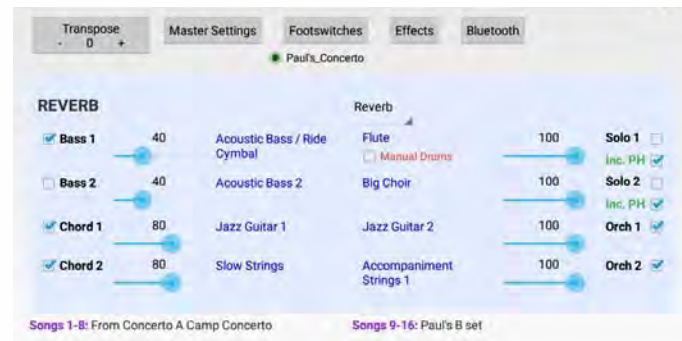 Transpose Master Settings Footswitches Effects Bluetooth
- 0 +
Paul's_Concerto
REVERB Reverb
Bass 1 40 Acoustic Bass / Ride Flute 100 Solo 1
Cymbal Manual Drums Inc. PH
Bass 2 40 Acoustic Bass 2 Big Choir 100 Solo 2
Inc. PH
Chord 1 80 Jazz Guitar 1 Jazz Guitar 2 100 Orch 1
Chord 2 80 Slow Strings Accompaniment 100 Orch 2
Strings 1
Songs 1-8: From Concerto A Camp Concerto Songs 9-16: Paul's B set